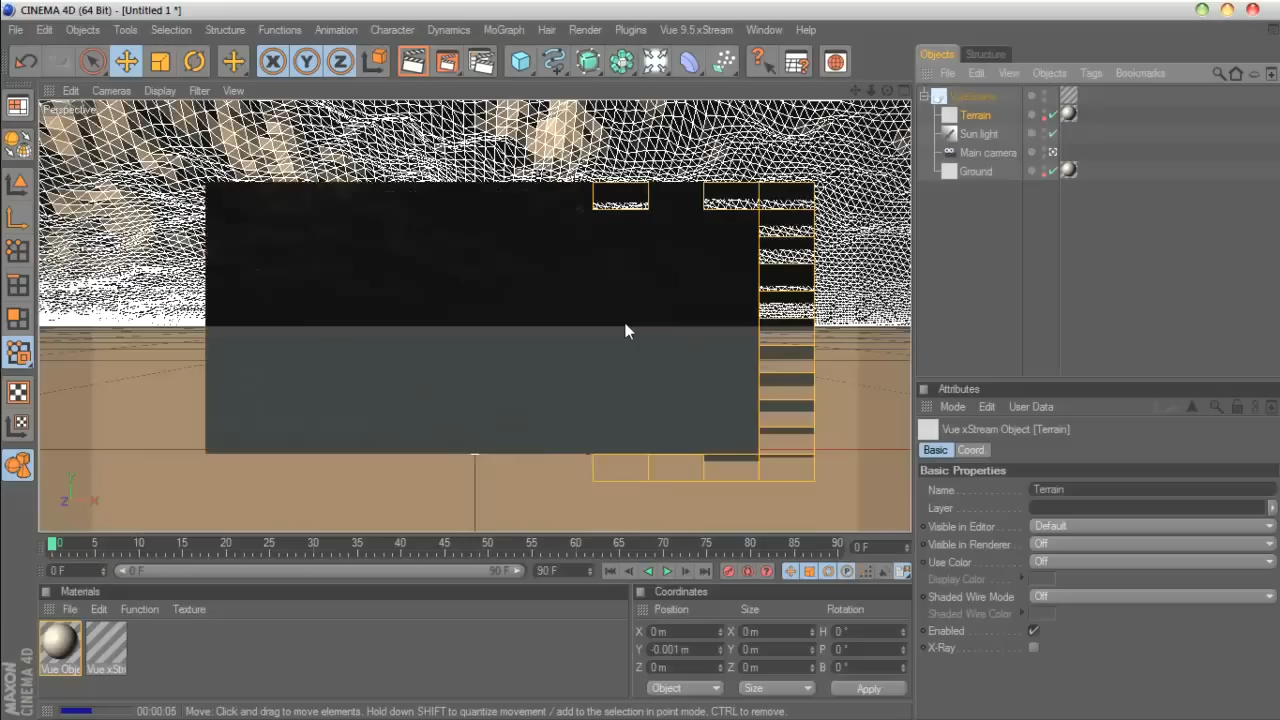 CINEMA 4D (64 Bit) - [Untitled 1 *]
File Edit Objects Tools Selection Structure Functions Animation Character Dynamics MoGraph Hair Render Plugins Vue 9.5 xStream Window Help
Objects Structure
File Edit View Objects Tags Bookmarks
Edit Cameras Display Filter View
Perspective
Terrain
Sun light
Main camera
Ground
Attributes
Mode Edit User Data
Vue xStream Object [Terrain]
Basic Coord.
Basic Properties
Name Terrain
Layer
Visible in Editor Default
Visible in Renderer Off
Use Color Off
Display Color
Shaded Wire Mode Off
Shaded Wire Color
Enabled
X-Ray
Y
Z X
0 5 10 15 20 25 30 35 40 45 50 55 60 65 70 75 80 85 90 0 F
0 F 0 F 90 F 90 F
Materials
File Edit Function Texture
Vue Obje Vue xStr
Coordinates
Position Size Rotation
X 0 m X 0 m H 0 °
Y -0.001 m Y 0 m P 0 °
Z 0 m Z 0 m B 0 °
Object Size Apply
MAXON
CINEMA 4D
00:00:05 Move: Click and drag to move elements. Hold down SHIFT to quantize movement / add to the selection in point mode, CTRL to remove.